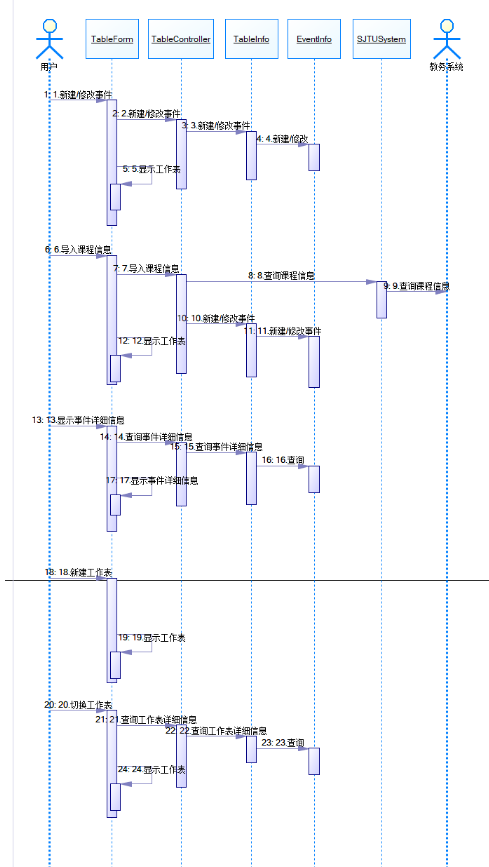 TableForm
TableController
TableInfo
EventInfo
SJTUSystem
用户
教务系统
1: 1.新建/修改事件
2: 2.新建/修改事件
3: 3.新建/修改事件
4: 4.新建/修改
5: 5.显示工作表
6: 6.导入课程信息
7: 7.导入课程信息
8: 8.查询课程信息
9: 9.查询课程信息
10: 10.新建/修改事件
11: 11.新建/修改事件
12: 12.显示工作表
13: 13.显示事件详细信息
14: 14.查询事件详细信息
15: 15.查询事件详细信息
16: 16.查询
17: 17.显示事件详细信息
18: 18.新建工作表
19: 19.显示工作表
20: 20.切换工作表
21: 21.查询工作表详细信息
22: 22.查询工作表详细信息
23: 23.查询
24: 24.显示工作表